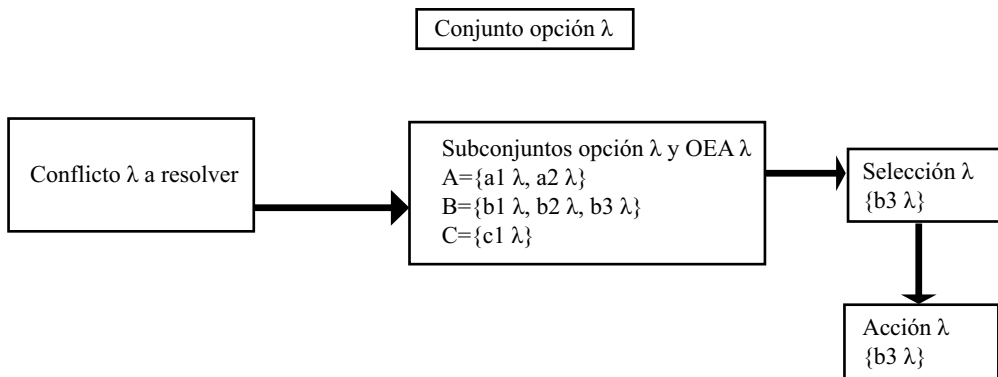 Conjunto opción λ
Conflicto λ a resolver
Subconjuntos opción λ y OEA λ
A={a1 λ, a2 λ}
B={b1 λ, b2 λ, b3 λ}
C={c1 λ}
Selección λ
{b3 λ}
Acción λ
{b3 λ}